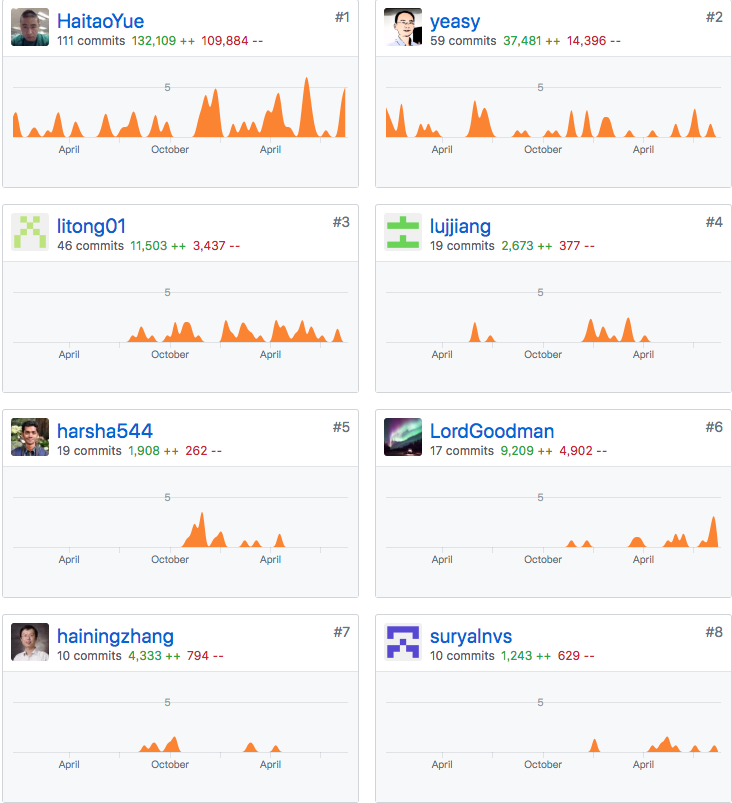 HaitaoYue #1
111 commits 132,109 ++ 109,884 --
5
April October April
yeasy #2
59 commits 37,481 ++ 14,396 --
5
April October April
litong01 #3
46 commits 11,503 ++ 3,437 --
5
April October April
lujjiang #4
19 commits 2,673 ++ 377 --
5
April October April
harsha544 #5
19 commits 1,908 ++ 262 --
5
April October April
LordGoodman #6
17 commits 9,209 ++ 4,902 --
5
April October April
hainingzhang #7
10 commits 4,333 ++ 794 --
5
April October April
suryalnvs #8
10 commits 1,243 ++ 629 --
5
April October April